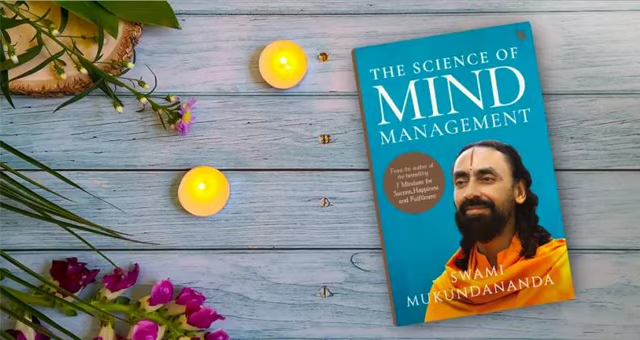 THE SCIENCE OF
MIND
MANAGEMENT
From the author of
the bestselling
7 Mindsets for
Success, Happiness
and Fulfilment
SWAMI
MUKUNDANANDA